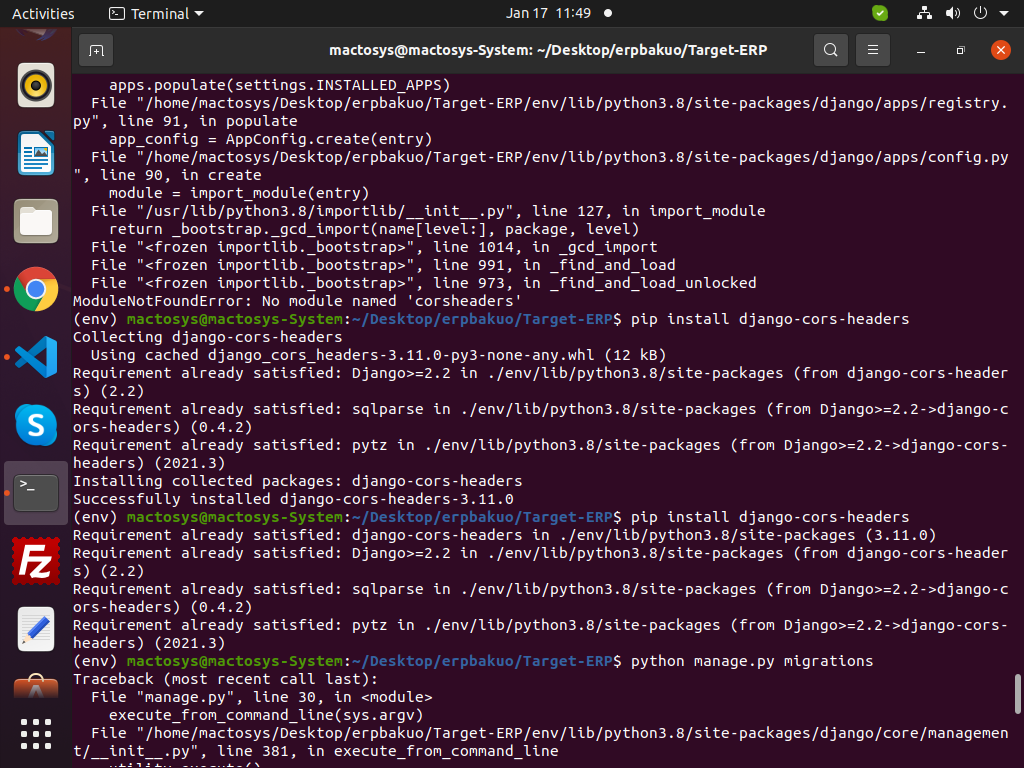 Activities
Terminal
Jan 17 11:49
mactosys@mactosys-System: ~/Desktop/erpbakuo/Target-ERP
apps.populate(settings.INSTALLED_APPS)
File "/home/mactosys/Desktop/erpbakuo/Target-ERP/env/lib/python3.8/site-packages/django/apps/registry.
py", line 91, in populate
app_config = AppConfig.create(entry)
File "/home/mactosys/Desktop/erpbakuo/Target-ERP/env/lib/python3.8/site-packages/django/apps/config.py
", line 90, in create
module = import_module(entry)
File "/usr/lib/python3.8/importlib/__init__.py", line 127, in import_module
return _bootstrap._gcd_import(name[level:], package, level)
File "<frozen importlib._bootstrap>", line 1014, in _gcd_import
File "<frozen importlib._bootstrap>", line 991, in _find_and_load
File "<frozen importlib._bootstrap>", line 973, in _find_and_load_unlocked
ModuleNotFoundError: No module named 'corsheaders'
(env) mactosys@mactosys-System:~/Desktop/erpbakuo/Target-ERP$ pip install django-cors-headers
Collecting django-cors-headers
Using cached django_cors_headers-3.11.0-py3-none-any.whl (12 kB)
Requirement already satisfied: Django>=2.2 in ./env/lib/python3.8/site-packages (from django-cors-header
s) (2.2)
Requirement already satisfied: sqlparse in ./env/lib/python3.8/site-packages (from Django>=2.2->django-c
ors-headers) (0.4.2)
Requirement already satisfied: pytz in ./env/lib/python3.8/site-packages (from Django>=2.2->django-cors-
headers) (2021.3)
Installing collected packages: django-cors-headers
Successfully installed django-cors-headers-3.11.0
(env) mactosys@mactosys-System:~/Desktop/erpbakuo/Target-ERP$ pip install django-cors-headers
Requirement already satisfied: django-cors-headers in ./env/lib/python3.8/site-packages (3.11.0)
Requirement already satisfied: Django>=2.2 in ./env/lib/python3.8/site-packages (from django-cors-header
s) (2.2)
Requirement already satisfied: sqlparse in ./env/lib/python3.8/site-packages (from Django>=2.2->django-c
ors-headers) (0.4.2)
Requirement already satisfied: pytz in ./env/lib/python3.8/site-packages (from Django>=2.2->django-cors-
headers) (2021.3)
(env) mactosys@mactosys-System:~/Desktop/erpbakuo/Target-ERP$ python manage.py migrations
Traceback (most recent call last):
File "manage.py", line 30, in <module>
execute_from_command_line(sys.argv)
File "/home/mactosys/Desktop/erpbakuo/Target-ERP/env/lib/python3.8/site-packages/django/core/managemen
t/__init__.py", line 381, in execute_from_command_line
utility.execute()